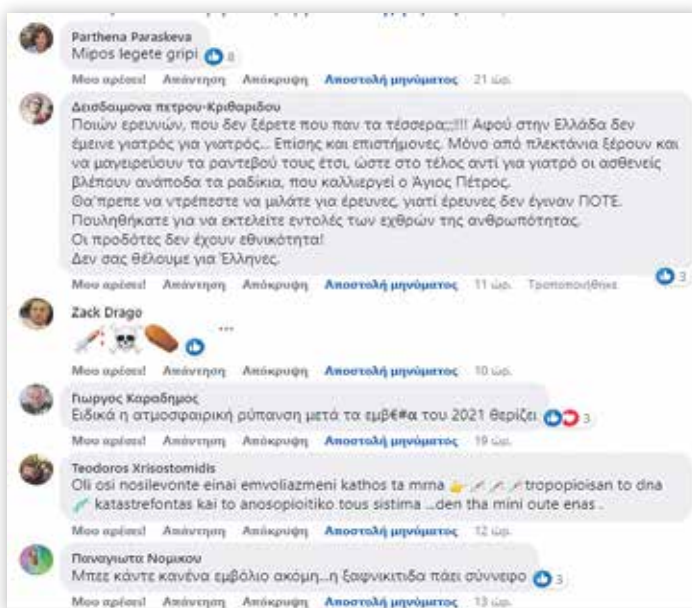 Parthena Paraskeva
Mipos legete gripi 8
Μου αρέσει! Απάντηση Απόκρυψη Αποστολή μηνύματος 21 ώρ.
Δεισδαιμονα πετρου-Κριθαριδου
Ποιών ερευνών, που δεν ξέρετε που παν τα τέσσερα;;;!!!! Αφού στην Ελλάδα δεν
έμεινε γιατρός για γιατρός... Επίσης και επιστήμονες. Μόνο από πλεκτάνια ξέρουν και
να μαγειρεύουν τα ραντεβού τους έτσι, ώστε στο τέλος αντί για γιατρό οι ασθενείς
βλέπουν ανάποδα τα ραδίκια, που καλλιεργεί ο Άγιος Πέτρος.
Θα'πρεπε να ντρέπεστε να μιλάτε για έρευνες, γιατί έρευνες δεν έγιναν ΠΟΤΕ.
Πουληθήκατε για να εκτελείτε εντολές των εχθρών της ανθρωπότητας.
Οι προδότες δεν έχουν εθνικότητα!
Δεν σας θέλουμε για Έλληνες.
Μου αρέσει! Απάντηση Απόκρυψη Αποστολή μηνύματος 11 ώρ. Τροποποιήθηκε 3
Zack Drago
Μου αρέσει! Απάντηση Απόκρυψη Αποστολή μηνύματος 10 ώρ.
Γιωργος Καραδημος
Ειδικά η ατμοσφαιρική ρύπανση μετά τα εμβ€#α του 2021 θερίζει 3
Μου αρέσει! Απάντηση Απόκρυψη Αποστολή μηνύματος 19 ώρ.
Teodoros Xrisostomidis
Oli osi nosilevonte einai emvoliazmeni kathos ta mrna tropopioisan to dna
katastrefontas kai to anosopioitiko tous sistima ...den tha mini oute enas .
Μου αρέσει! Απάντηση Απόκρυψη Αποστολή μηνύματος 12 ώρ.
Παναγιωτα Νομικου
Μπεε κάντε κανένα εμβόλιο ακόμη...η ξαφνικιτιδα πάει σύννεφο 3
Μου αρέσει! Απάντηση Απόκρυψη Αποστολή μηνύματος 13 ώρ.